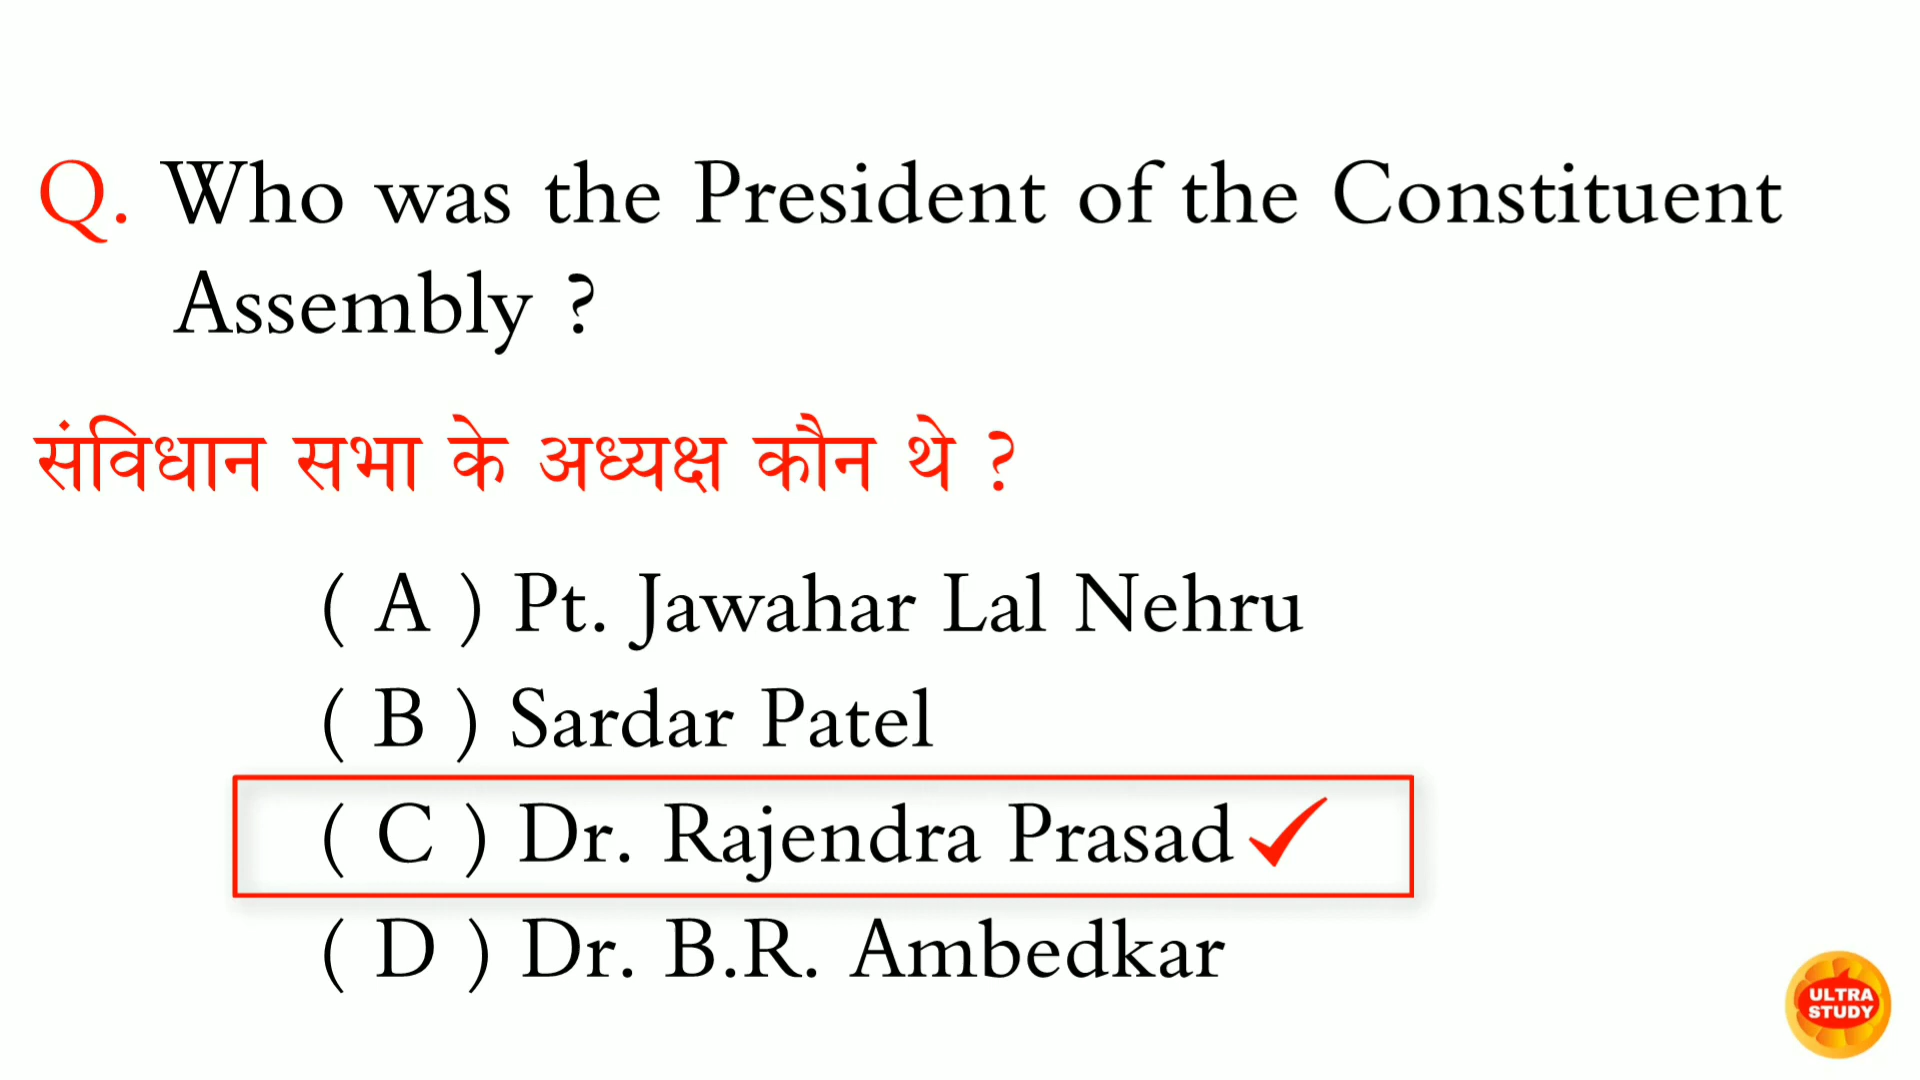 Q. Who was the President of the Constituent
Assembly ?
संविधान सभा के अध्यक्ष कौन थे ?
( A ) Pt. Jawahar Lal Nehru
( B ) Sardar Patel
( C ) Dr. Rajendra Prasad ✓
( D ) Dr. B.R. Ambedkar
ULTRA
STUDY